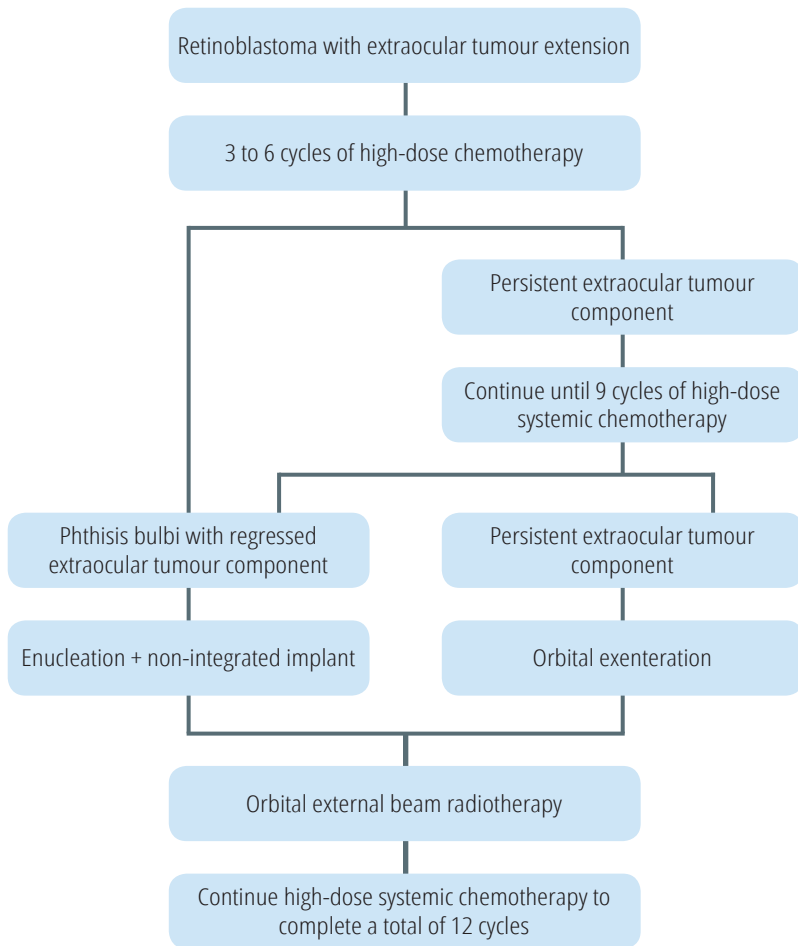 Retinoblastoma with extraocular tumour extension
3 to 6 cycles of high-dose chemotherapy
Persistent extraocular tumour
component
Continue until 9 cycles of high-dose
systemic chemotherapy
Phthisis bulbi with regressed
extraocular tumour component
Persistent extraocular tumour
component
Enucleation + non-integrated implant
Orbital exenteration
Orbital external beam radiotherapy
Continue high-dose systemic chemotherapy to
complete a total of 12 cycles